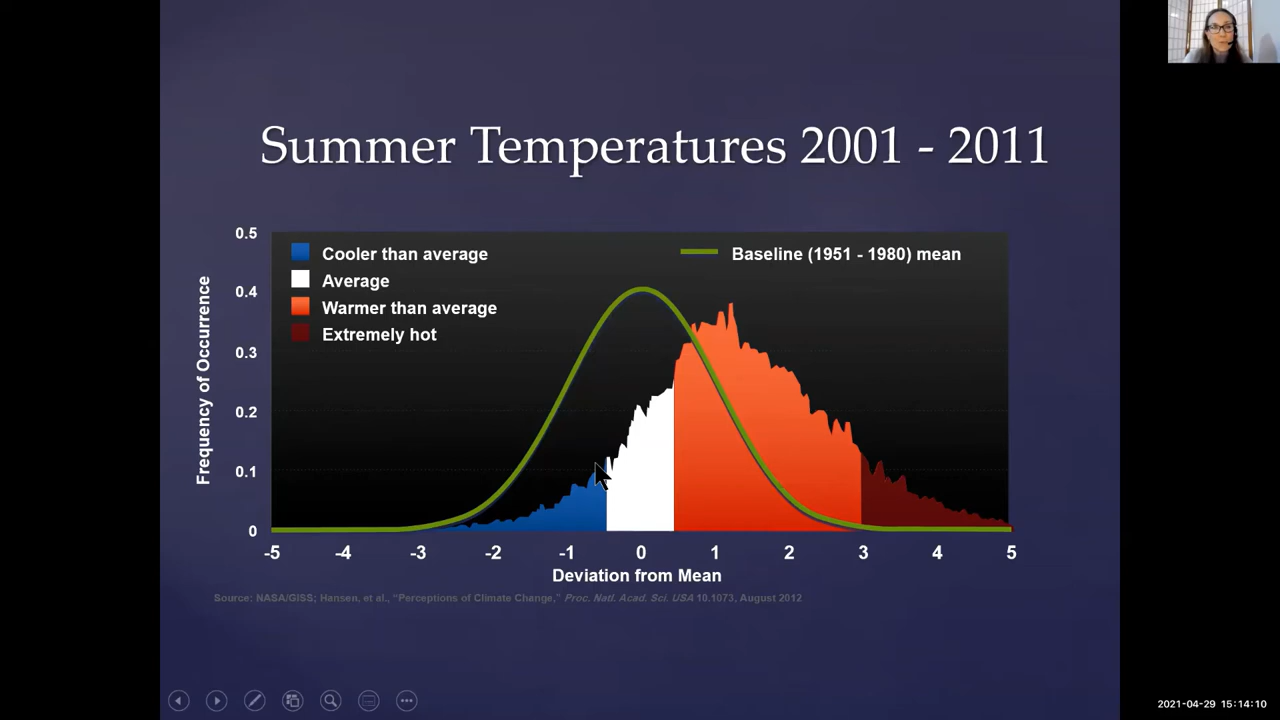 Summer Temperatures 2001 - 2011
0.5
0.4
0.3
0.2
0.1
0
Frequency of Occurrence
Cooler than average
Average
Warmer than average
Extremely hot
Baseline (1951 - 1980) mean
-5 -4 -3 -2 -1 0 1 2 3 4 5
Deviation from Mean
Source: NASA/GISS; Hansen, et al., “Perceptions of Climate Change,” Proc. Natl. Acad. Sci. USA 10.1073, August 2012
2021-04-29 15:14:10